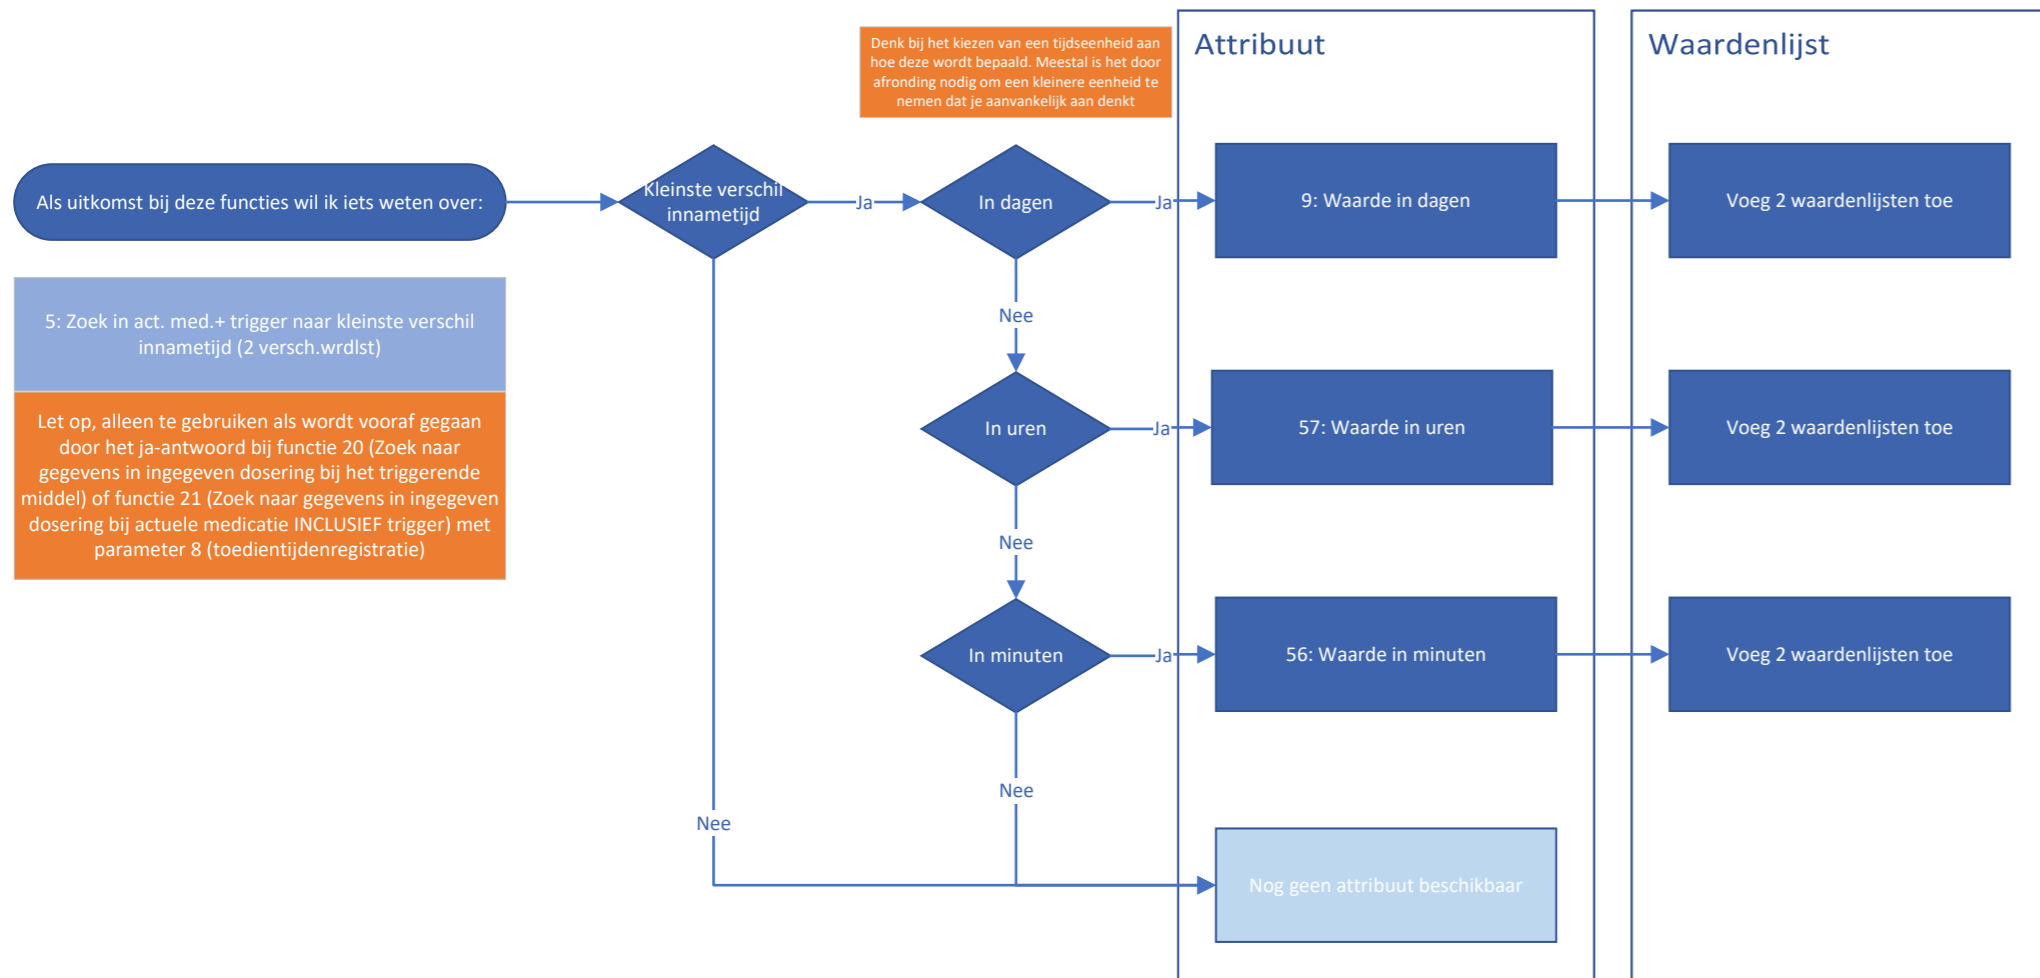 Denk bij het kiezen van een tijdseenheid aan
hoe deze wordt bepaald. Meestal is het door
afronding nodig om een kleinere eenheid te
nemen dat je aanvankelijk aan denkt
Attribuut
Waardenlijst
Als uitkomst bij deze functies wil ik iets weten over:
Kleinste verschil
innametijd
Ja
In dagen
Ja
9: Waarde in dagen
Voeg 2 waardenlijsten toe
5: Zoek in act. med.+ trigger naar kleinste verschil
innametijd (2 versch.wrdlst)
Nee
Let op, alleen te gebruiken als wordt vooraf gegaan
door het ja-antwoord bij functie 20 (Zoek naar
gegevens in ingegeven dosering bij het triggerende
middel) of functie 21 (Zoek naar gegevens in ingegeven
dosering bij actuele medicatie INCLUSIEF trigger) met
parameter 8 (toedientijdenregistratie)
In uren
Ja
57: Waarde in uren
Voeg 2 waardenlijsten toe
Nee
In minuten
Ja
56: Waarde in minuten
Voeg 2 waardenlijsten toe
Nee
Nee
Nog geen attribuut beschikbaar